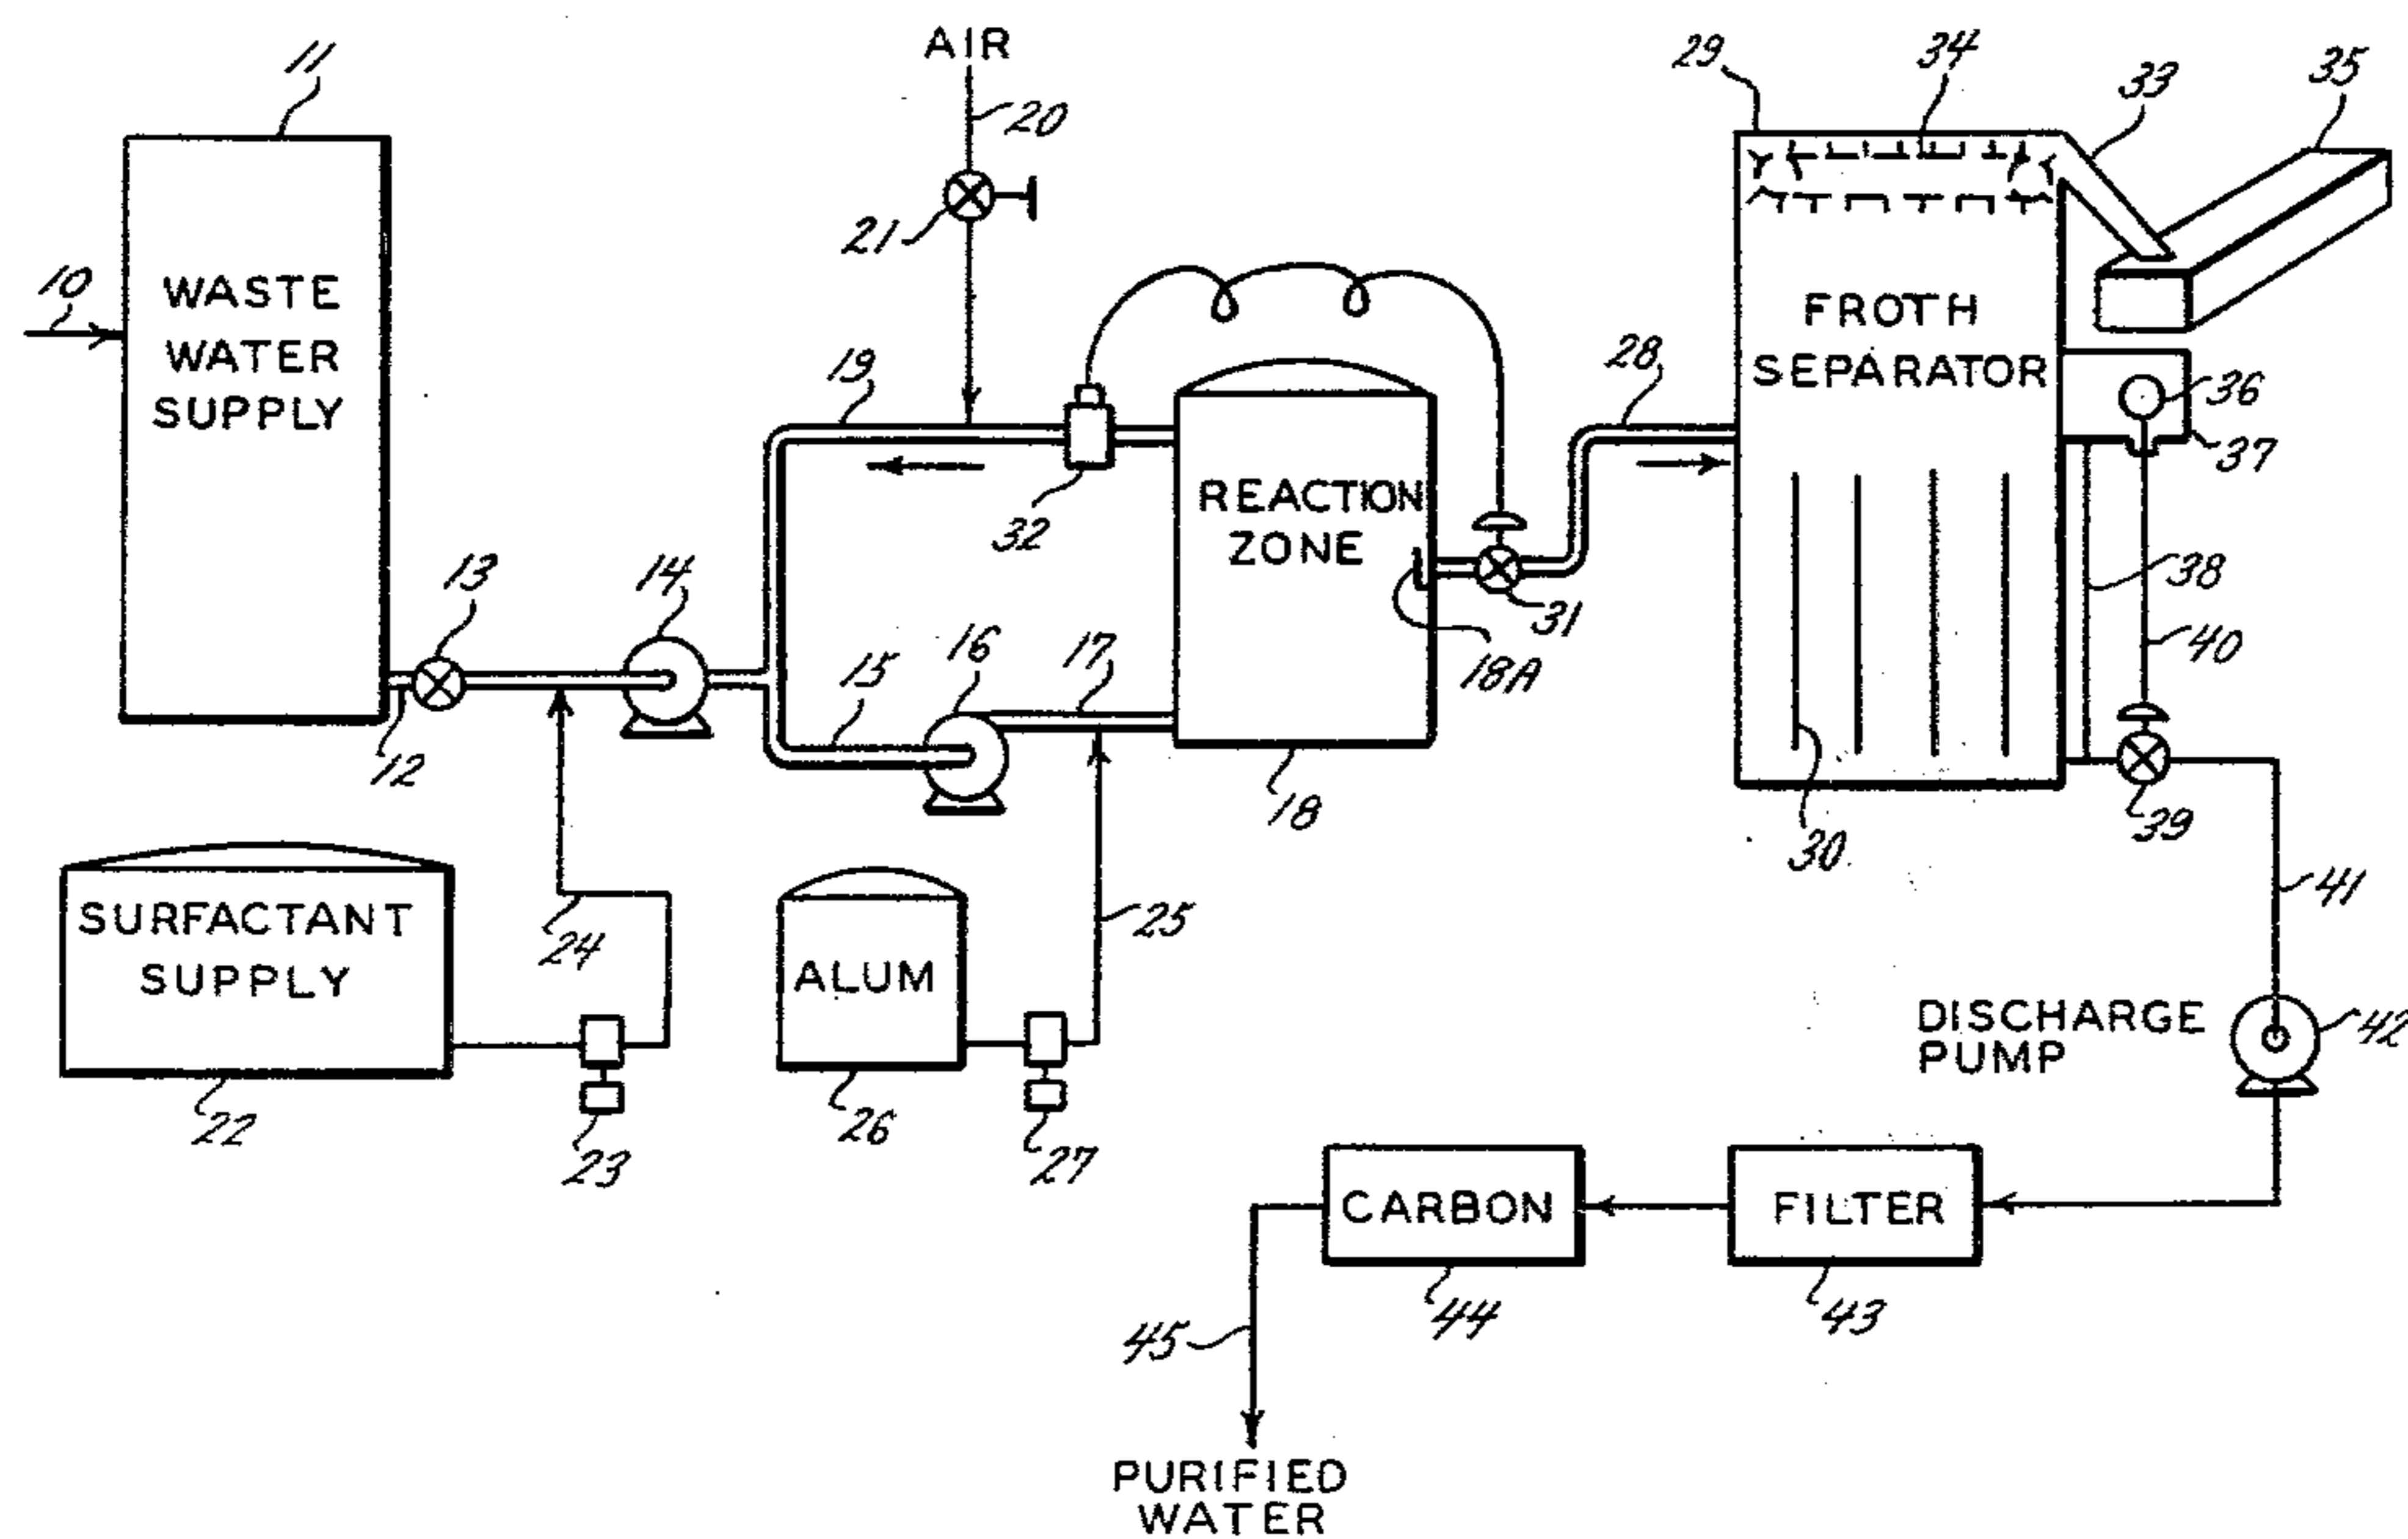 AIR
11
20
29
34
33
35
21
10
WASTE
WATER
SUPPLY
19
28
FROTH
SEPARATOR
36
37
32
REACTION
ZONE
13
14
15
16
17
31
18A
38
40
12
18
30
39
SURFACTANT
SUPPLY
24
25
ALUM
41
22
23
26
27
DISCHARGE
PUMP
42
CARBON
FILTER
45
44
43
PURIFIED
WATER